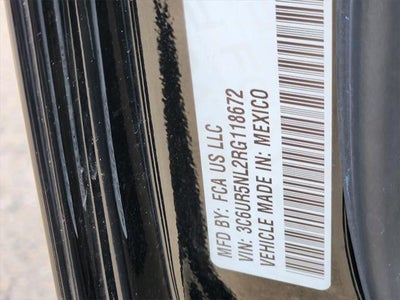 MFD BY: FCA US LLC
VIN: 3C6UR5NL2RG118672
VEHICLE MADE IN: MEXICO